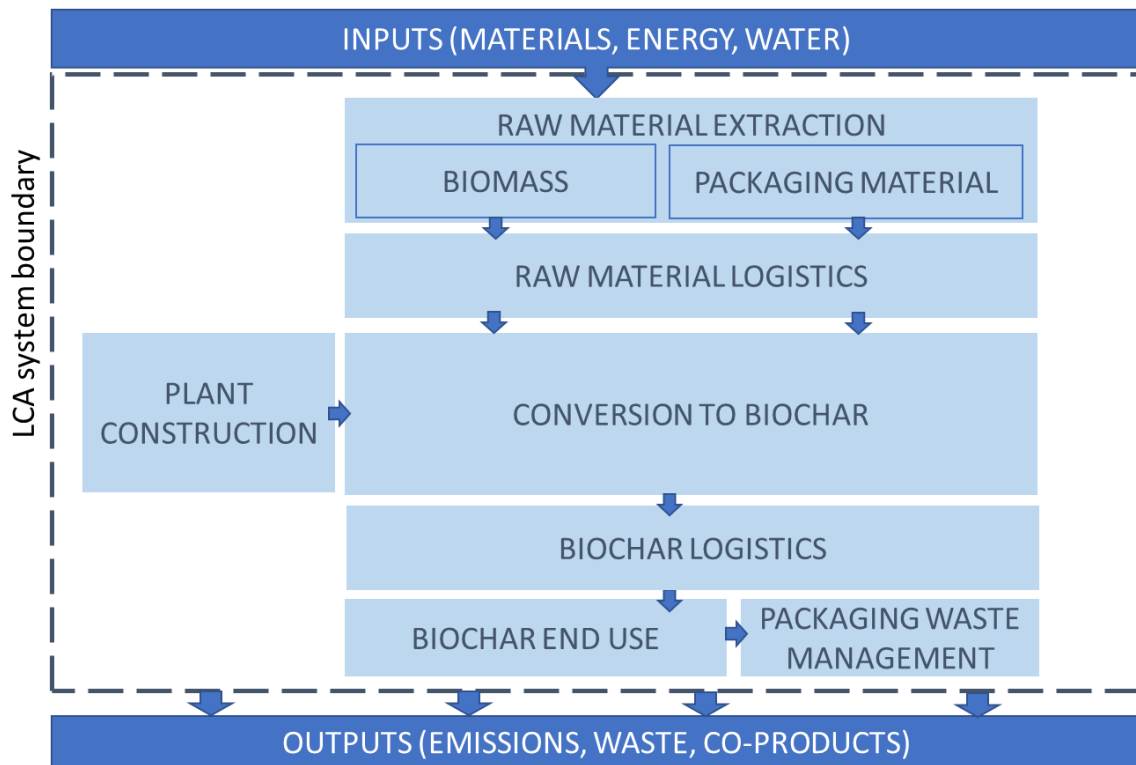 INPUTS (MATERIALS, ENERGY, WATER)
LCA system boundary
RAW MATERIAL EXTRACTION
BIOMASS
PACKAGING MATERIAL
RAW MATERIAL LOGISTICS
PLANT
CONSTRUCTION
CONVERSION TO BIOCHAR
BIOCHAR LOGISTICS
BIOCHAR END USE
PACKAGING WASTE
MANAGEMENT
OUTPUTS (EMISSIONS, WASTE, CO-PRODUCTS)